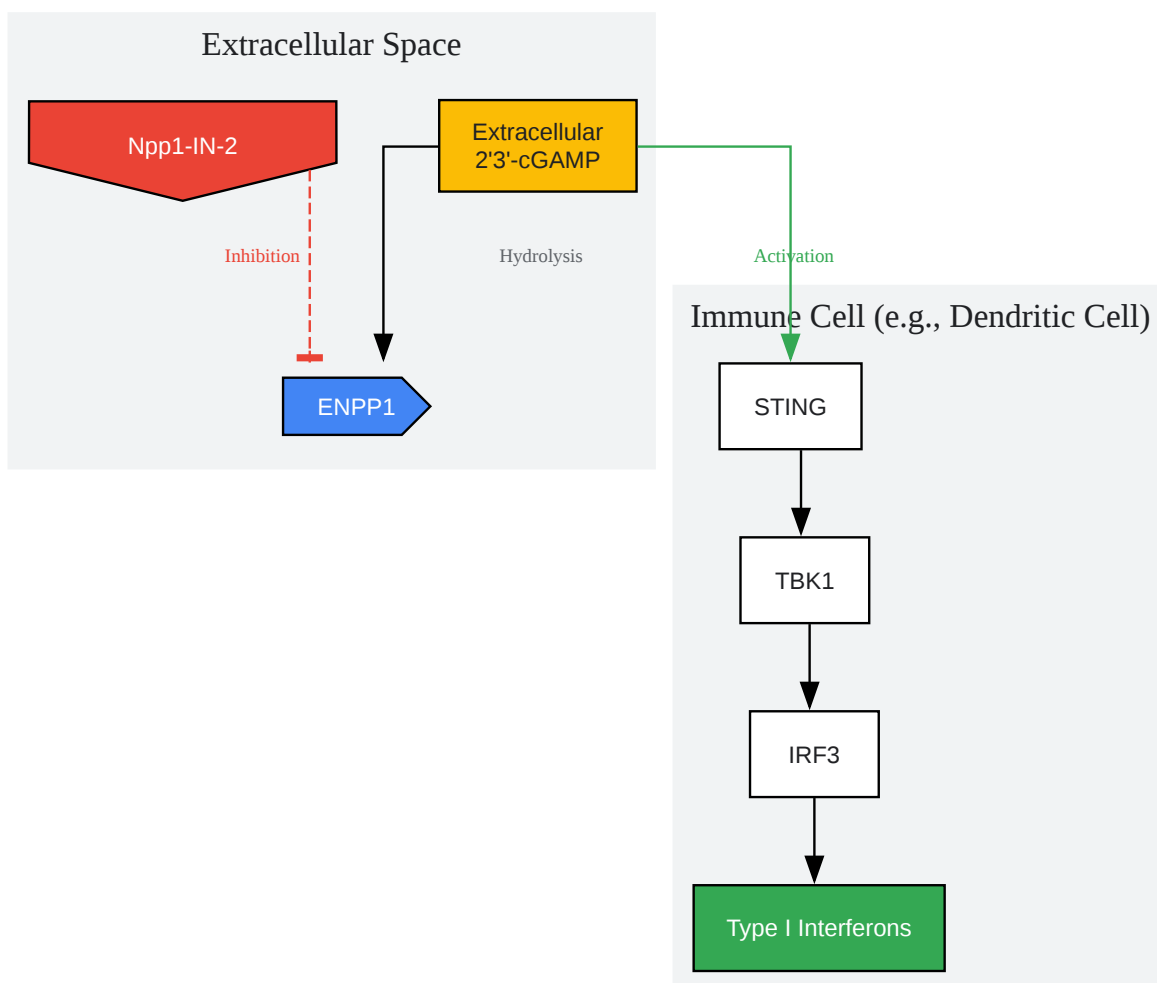 Extracellular Space
Npp1-IN-2
Extracellular
2'3'-cGAMP
Inhibition
Hydrolysis
Activation
Immune Cell (e.g., Dendritic Cell)
ENPP1
STING
TBK1
IRF3
Type I Interferons